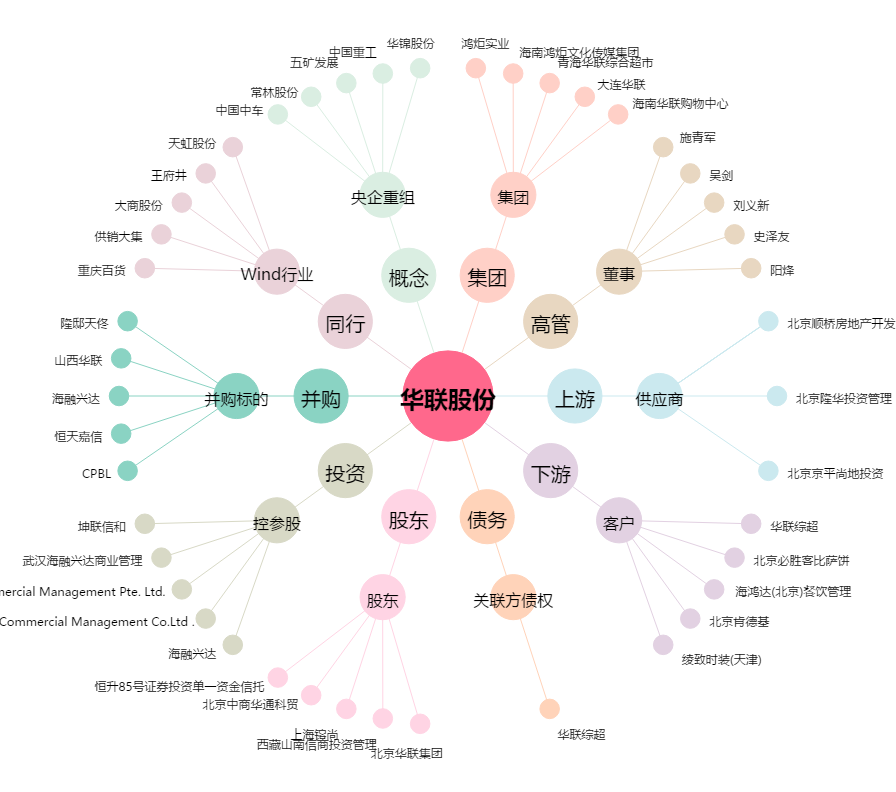 华锦股份
鸿炬实业
中国重工
海南鸿炬文化传媒集团
五矿发展
青海华联综合超市
常林股份
大连华联
中国中车
海南华联购物中心
天虹股份
施青军
王府井
吴剑
央企重组
集团
大商股份
刘义新
供销大集
史泽友
重庆百货
阳烽
Wind行业
董事
概念
集团
同行
高管
隆邸天佟
北京顺桥房地产开发
山西华联
海融兴达
并购标的
并购
华联股份
上游
供应商
北京隆华投资管理
恒天嘉信
CPBL
北京京平尚地投资
投资
下游
股东
债务
坤联信和
控参股
客户
华联综超
武汉海融兴达商业管理
北京必胜客比萨饼
mercial Management Pte. Ltd.
海鸿达(北京)餐饮管理
股东
关联方债权
Commercial Management Co.Ltd .
北京肯德基
海融兴达
绫致时装(天津)
恒升85号证券投资单一资金信托
北京中商华通科贸
上海镕尚
华联综超
西藏山南信商投资管理
北京华联集团